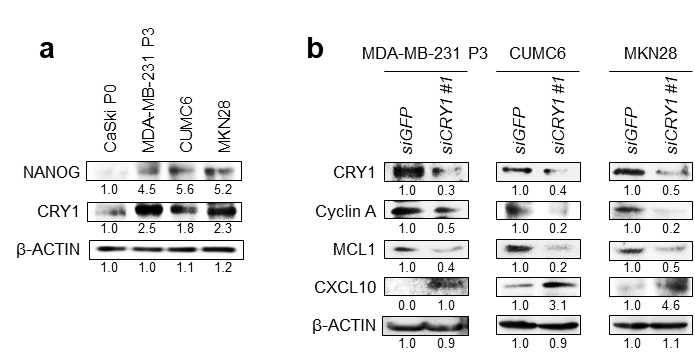 a
CaSki P0
MDA-MB-231 P3
CUMC6
MKN28
NANOG
1.0 4.5 5.6 5.2
CRY1
1.0 2.5 1.8 2.3
β-ACTIN
1.0 1.0 1.1 1.2
b
MDA-MB-231 P3 CUMC6 MKN28
siGFP siCRY1 #1 siGFP siCRY1 #1 siGFP siCRY1 #1
CRY1
1.0 0.3 1.0 0.4 1.0 0.5
Cyclin A
1.0 0.5 1.0 0.2 1.0 0.2
MCL1
1.0 0.4 1.0 0.2 1.0 0.5
CXCL10
0.0 1.0 1.0 3.1 1.0 4.6
β-ACTIN
1.0 0.9 1.0 0.9 1.0 1.1